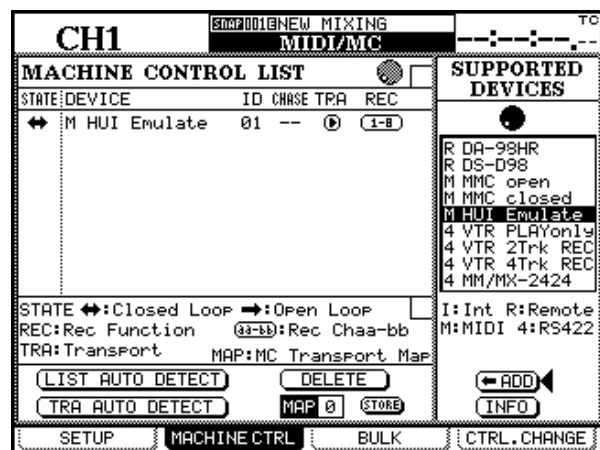 CH1
SNAP001 NEW MIXING
MIDI/MC
TC
--:--:--.--
MACHINE CONTROL LIST
SUPPORTED
DEVICES
STATE DEVICE ID CHASE TRA REC
↔ M HUI Emulate 01 -- 1-8
R DA-98HR
R DS-D98
M MMC open
M MMC closed
M HUI Emulate
4 VTR PLAYonly
4 VTR 2Trk REC
4 VTR 4Trk REC
4 MM/MX-2424
STATE ↔:Closed Loop →:Open Loop
REC:Rec Function aa-bb:Rec Chaa-bb
TRA:Transport MAP:MC Transport Map
I:Int R:Remote
M:MIDI 4:RS422
LIST AUTO DETECT DELETE
←ADD
TRA AUTO DETECT MAP 0 STORE
INFO
SETUP MACHINE CTRL BULK CTRL.CHANGE